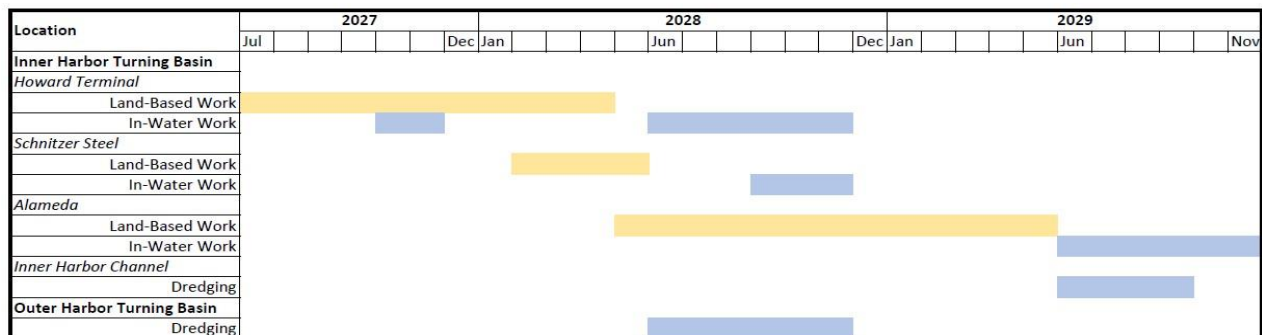 Location
2027 2028 2029
Jul Dec Jan Jun Dec Jan Jun Nov
Inner Harbor Turning Basin
Howard Terminal
Land-Based Work
In-Water Work
Schnitzer Steel
Land-Based Work
In-Water Work
Alameda
Land-Based Work
In-Water Work
Inner Harbor Channel
Dredging
Outer Harbor Turning Basin
Dredging